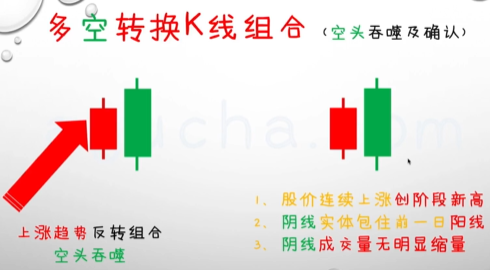 多空转换K线组合（空头吞噬及确认）
上涨趋势反转组合
空头吞噬
1、股价连续上涨创阶段新高
2、阴线实体包住前一日阳线
3、阴线成交量无明显缩量